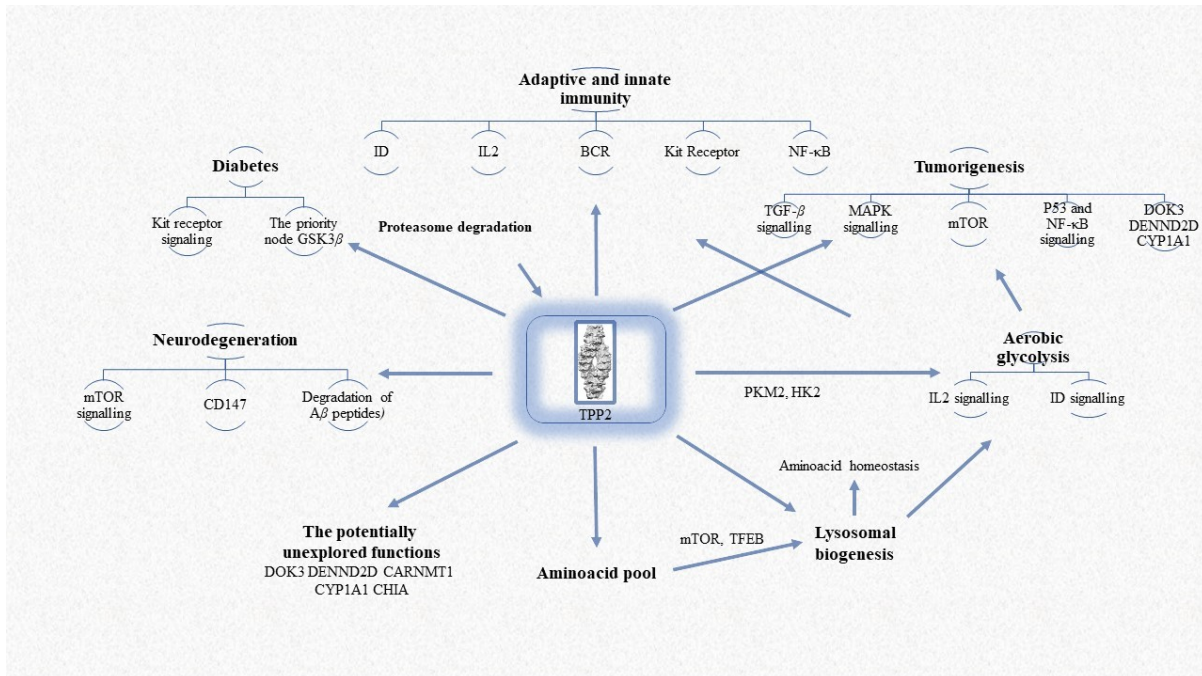 Adaptive and innate
immunity
ID
IL2
BCR
Kit Receptor
NF-κB
Diabetes
Kit receptor
signaling
The priority
node GSK3β
Proteasome degradation
Tumorigenesis
TGF-β
signalling
MAPK
signalling
mTOR
P53 and
NF-κB
signalling
DOK3
DENND2D
CYP1A1
Neurodegeneration
mTOR
signalling
CD147
Degradation of
Aβ peptides)
TPP2
PKM2, HK2
Aerobic
glycolysis
IL2 signalling
ID signalling
Aminoacid homeostasis
The potentially
unexplored functions
DOK3 DENND2D CARNMT1
CYP1A1 CHIA
Aminoacid pool
mTOR, TFEB
Lysosomal
biogenesis